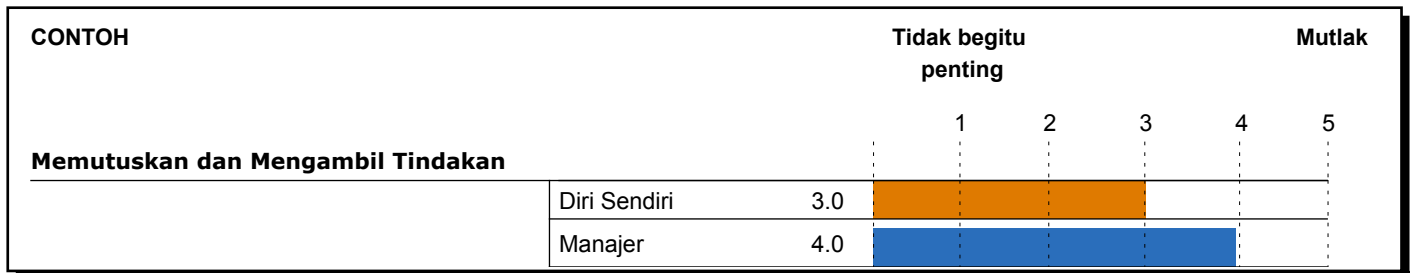 CONTOH
Tidak begitu penting
Mutlak
1 2 3 4 5
Memutuskan dan Mengambil Tindakan
Diri Sendiri 3.0
Manajer 4.0